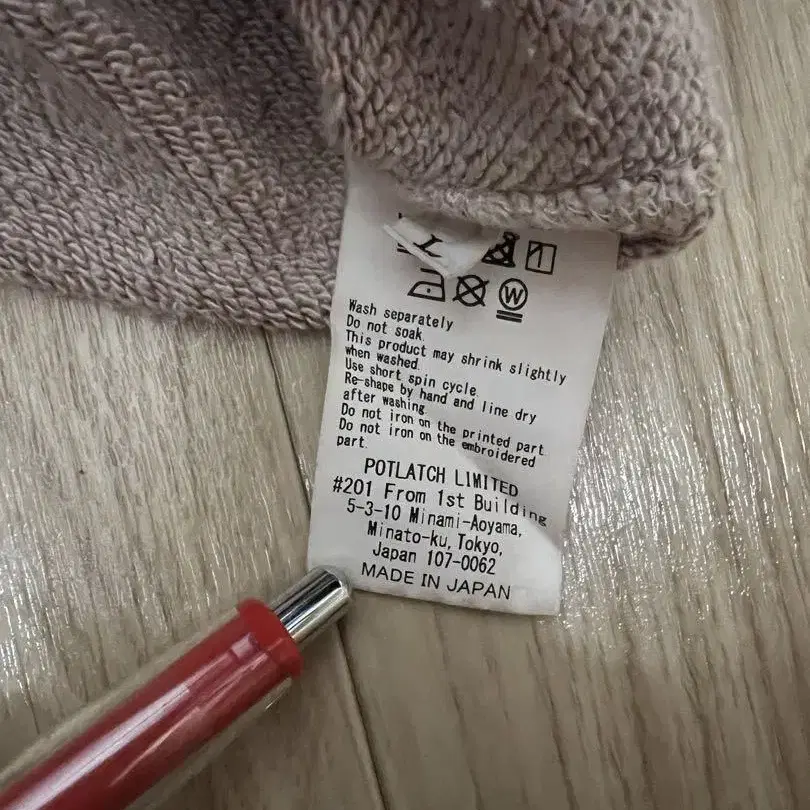 W
Wash separately
Do not soak.
This product may shrink slightly
when washed.
Use short spin cycle.
Re-shape by hand and line dry
after washing.
Do not iron on the printed part.
Do not iron on the embroidered
part.
POTLATCH LIMITED
#201 From 1st Building
5-3-10 Minami-Aoyama,
Minato-ku, Tokyo,
Japan 107-0062
MADE IN JAPAN